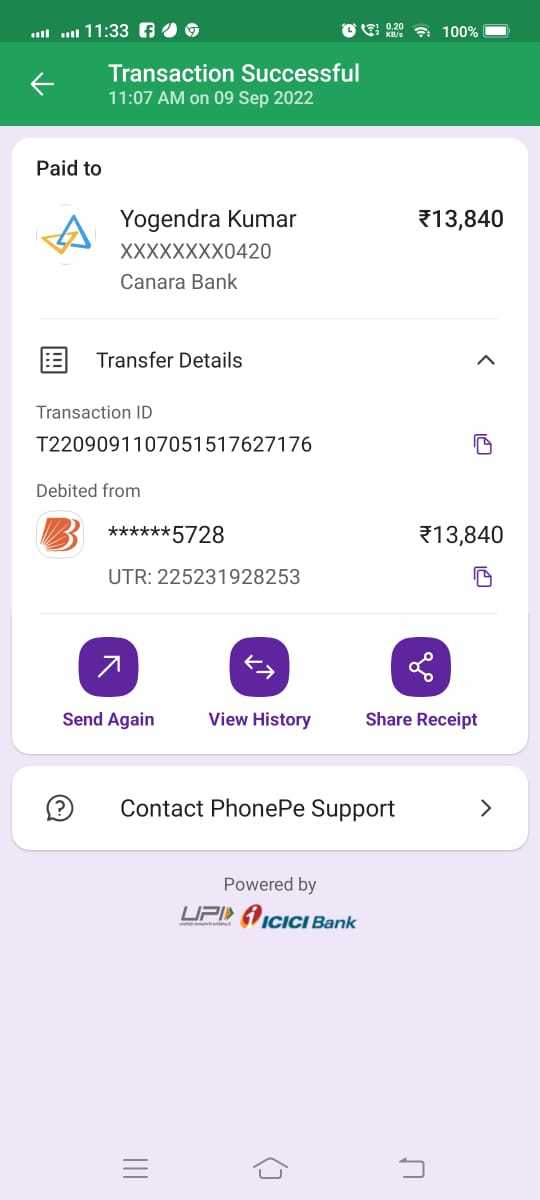 11:33
0.20
KB/s
100%
Transaction Successful
11:07 AM on 09 Sep 2022
Paid to
Yogendra Kumar
₹13,840
XXXXXXXX0420
Canara Bank
Transfer Details
Transaction ID
T2209091107051517627176
Debited from
******5728
₹13,840
UTR: 225231928253
Send Again
View History
Share Receipt
Contact PhonePe Support
Powered by
UPI
UNIFIED PAYMENTS INTERFACE
ICICI Bank